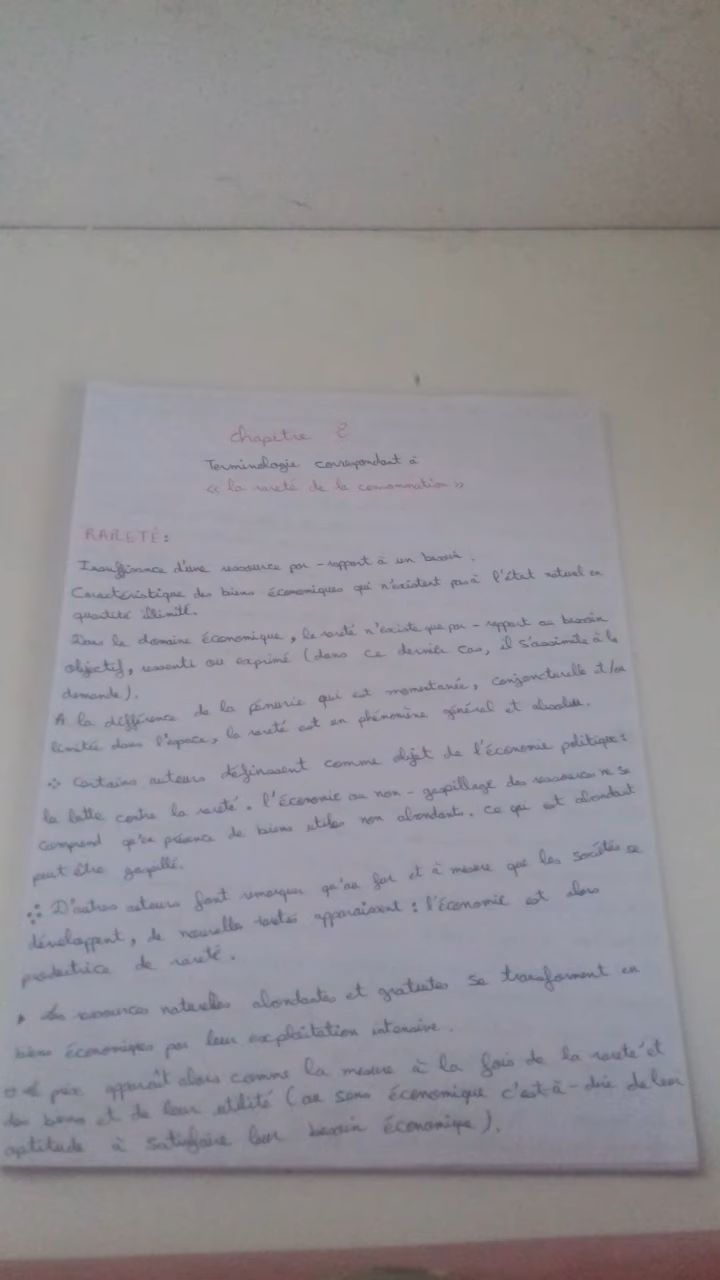 chapitre 2
Terminologie correspondant à
<< la rareté de la consommation >>
RARETÉ:
Insuffisance d'une ressource par-rapport à un besoin.
Caractéristique des biens économiques qui n'existent pas à l'état naturel en
quantité illimité.
Dans le domaine économique, la rareté n'existe que par-rapport au besoin
objectif, ressenti ou exprimé (dans ce dernier cas, il s'assimile à la
demande).
A la différence de la pénurie qui est momentanée, conjoncturelle et/ou
limitée dans l'espace, la rareté est un phénomène général et absolue.
Certains auteurs définissent comme objet de l'économie politique:
la lutte contre la rareté. l'économie au non-gaspillage des ressources ne se
comprend qu'en présence de biens utiles non abondant. ce qui est abondant
peut être gaspillé.
D'autres auteurs font remarquer qu'au fur et à mesure que les sociétés se
développent, de nouvelles apparaissent: l'économie est alors
productrice de rareté.
ressources naturelles abondantes et gratuites se transforment en
biens économiques par leur exploitation intensive.
prix apparaît alors comme la mesure à la fois de la rareté et
des biens et de leur utilité (au sens économique c'est-à-dire de leur
aptitude à satisfaire leur besoin économique).